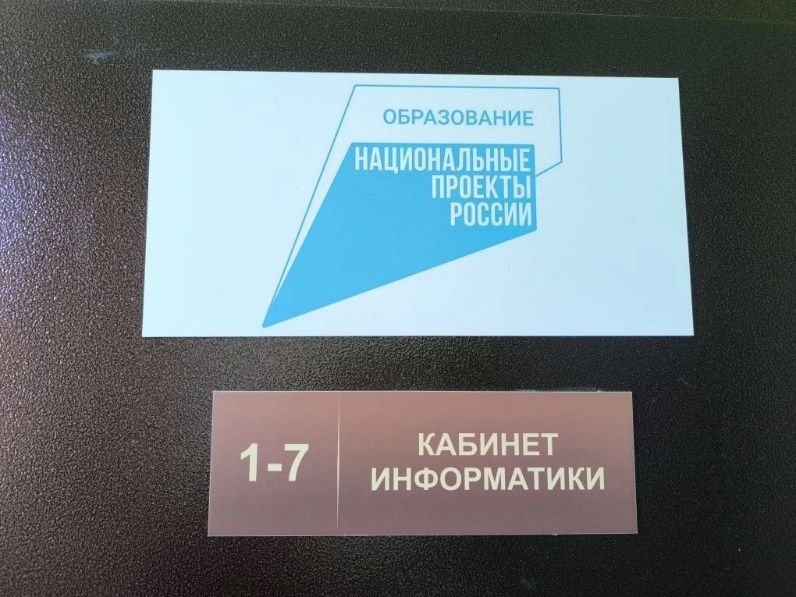 ОБРАЗОВАНИЕ
НАЦИОНАЛЬНЫЕ
ПРОЕКТЫ
РОССИИ
1-7
КАБИНЕТ
ИНФОРМАТИКИ